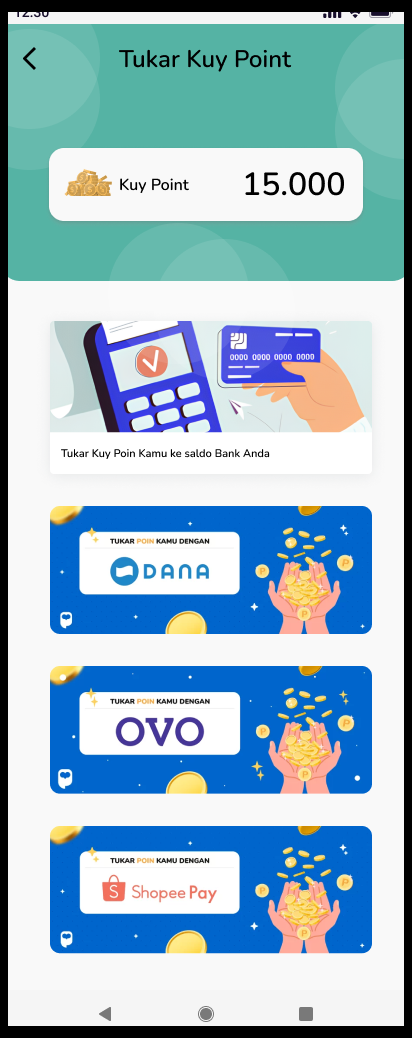 12:30
Tukar Kuy Point
Kuy Point
15.000
0000 0000 0000 0000
Tukar Kuy Poin Kamu ke saldo Bank Anda
TUKAR POIN KAMU DENGAN
DANA
TUKAR POIN KAMU DENGAN
OVO
TUKAR POIN KAMU DENGAN
ShopeePay